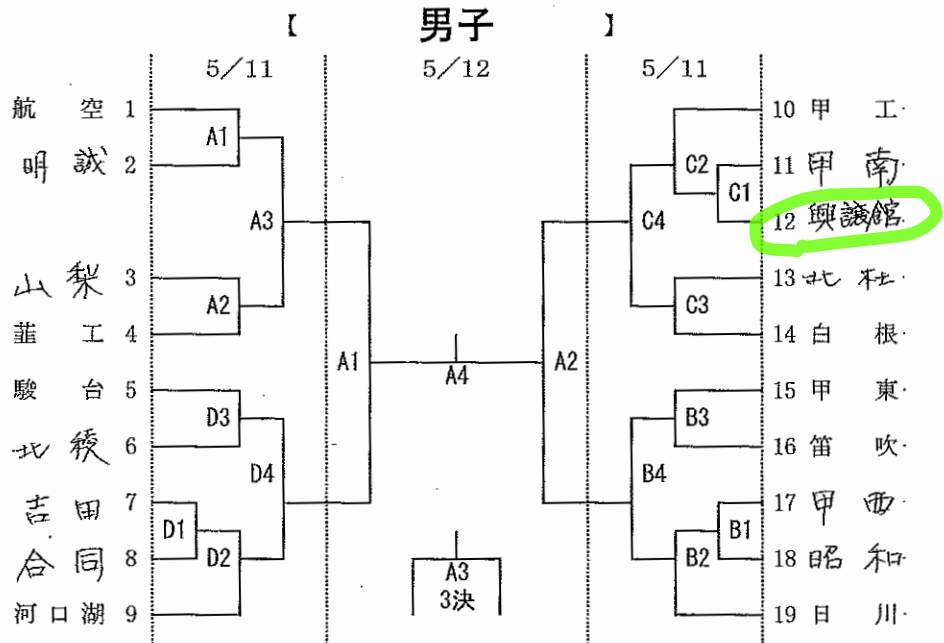 【 男子 】
5／11 5／12 5／11
航空 1
明誠 2
山梨 3
韮工 4
駿台 5
北稜 6
吉田 7
合同 8
河口湖 9
A1
A3
A2
D3
D4
D1
D2
A1
A4
A2
A3
3決
C2
C1
C4
C3
B3
B4
B1
B2
10 甲工
11 甲南
12 興譲館
13 北杜
14 白根
15 甲東
16 笛吹
17 甲西
18 昭和
19 日川